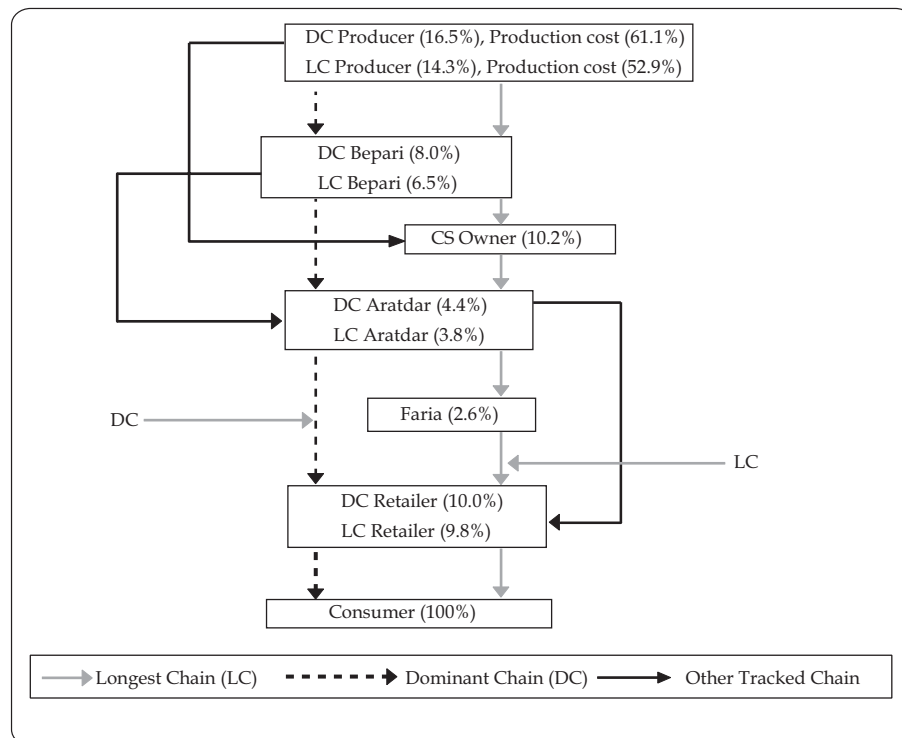 DC Producer (16.5%), Production cost (61.1%)
LC Producer (14.3%), Production cost (52.9%)
DC Bepari (8.0%)
LC Bepari (6.5%)
CS Owner (10.2%)
DC Aratdar (4.4%)
LC Aratdar (3.8%)
Faria (2.6%)
DC
LC
DC Retailer (10.0%)
LC Retailer (9.8%)
Consumer (100%)
Longest Chain (LC)
Dominant Chain (DC)
Other Tracked Chain